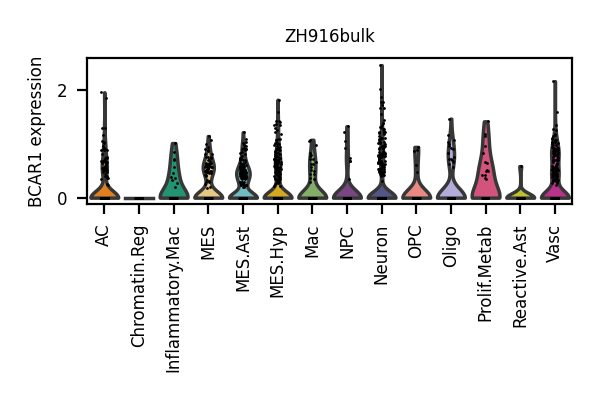 ZH916bulk
BCAR1 expression
2
0
AC
Chromatin.Reg
Inflammatory.Mac
MES
MES.Ast
MES.Hyp
Mac
NPC
Neuron
OPC
Oligo
Prolif.Metab
Reactive.Ast
Vasc